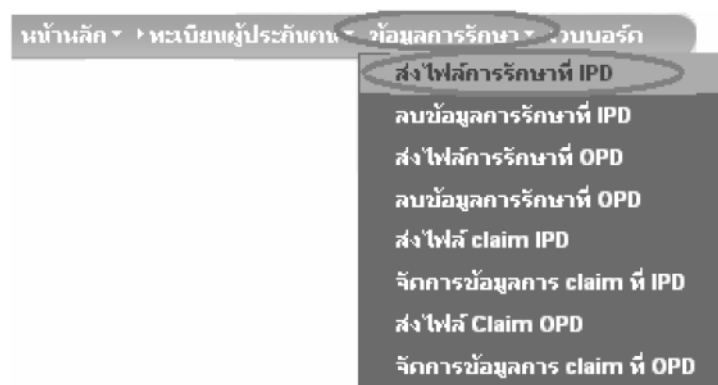 หน้าหลัก ทะเบียนผู้ประกันตน ข้อมูลการรักษา เวบบอร์ด
ส่งไฟล์การรักษาที่ IPD
ลบข้อมูลการรักษาที่ IPD
ส่งไฟล์การรักษาที่ OPD
ลบข้อมูลการรักษาที่ OPD
ส่งไฟล์ claim IPD
จัดการข้อมูลการ claim ที่ IPD
ส่งไฟล์ Claim OPD
จัดการข้อมูลการ claim ที่ OPD